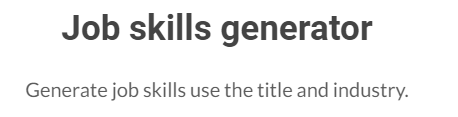 Job skills generator
Generate job skills use the title and industry.